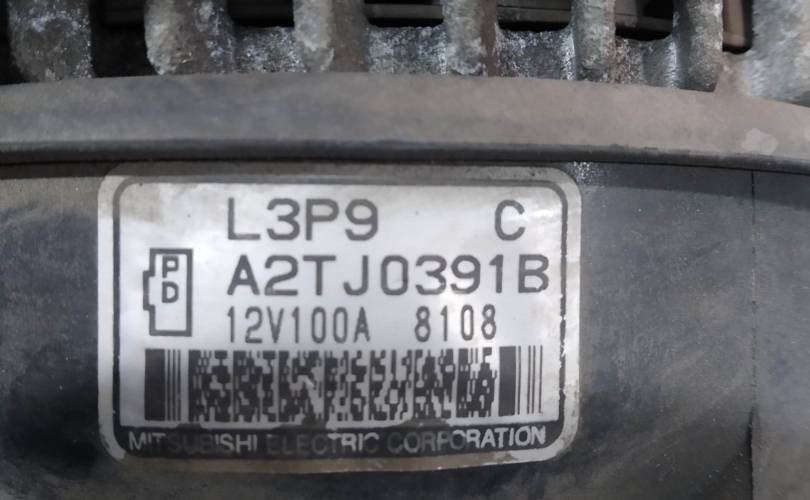 L3P9 C
PD
A2TJ0391B
12V100A 8108
MITSUBISHI ELECTRIC CORPORATION